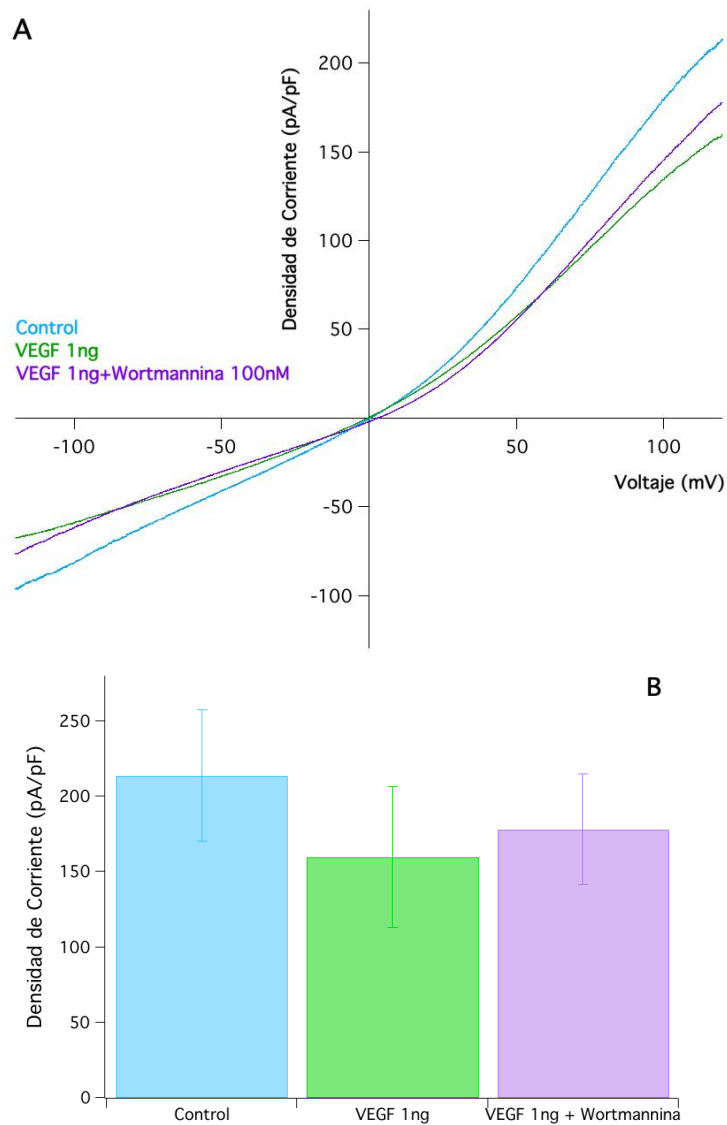 A
Densidad de Corriente (pA/pF)
200
150
100
50
Control
VEGF 1ng
VEGF 1ng+Wortmannina 100nM
-100
-50
50
100
Voltaje (mV)
-50
-100
B
Densidad de Corriente (pA/pF)
250
200
150
100
50
0
Control
VEGF 1ng
VEGF 1ng + Wortmannina